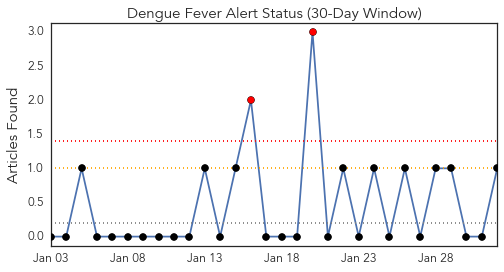 Dengue Fever Alert Status (30-Day Window)
Articles Found
3.0
2.5
2.0
1.5
1.0
0.5
0.0
Jan 03 Jan 08 Jan 13 Jan 18 Jan 23 Jan 28